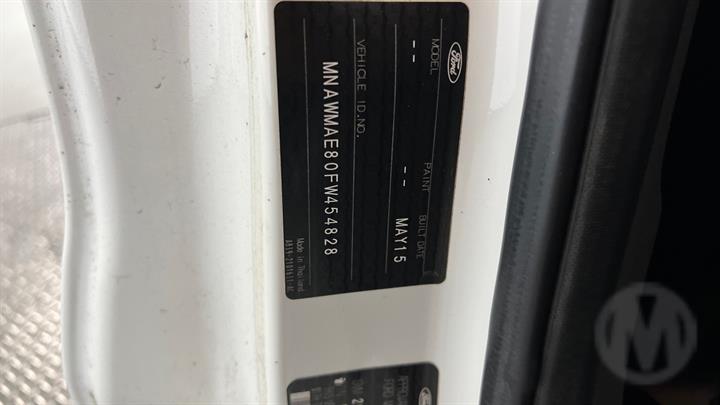 Ford
MODEL PAINT BUILT DATE
-- -- MAY15
VEHICLE ID.NO.
MNAWMAE80FW454828
Made in Thailand
M